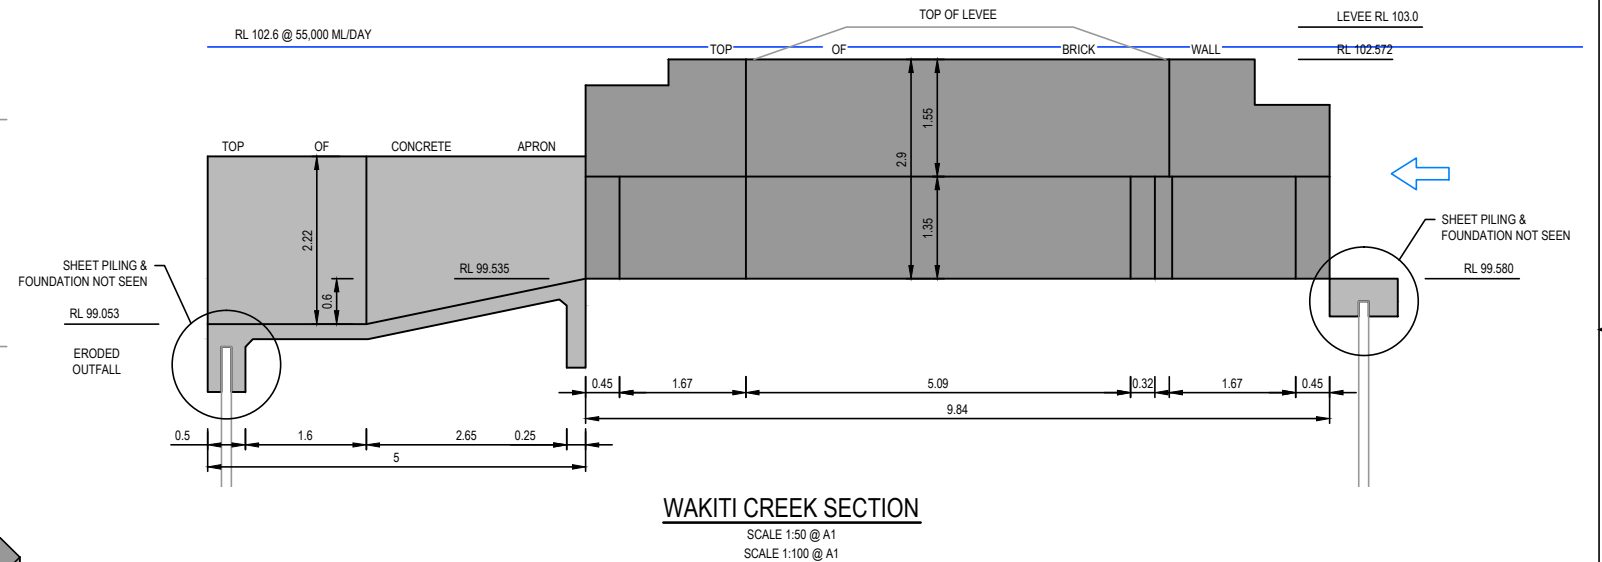 TOP OF LEVEE
LEVEE RL 103.0
RL 102.6 @ 55,000 ML/DAY
TOP OF BRICK WALL
RL 102.572
1.55
2.9
TOP OF CONCRETE APRON
SHEET PILING &
FOUNDATION NOT SEEN
2.22
1.35
SHEET PILING &
FOUNDATION NOT SEEN
RL 99.535
RL 99.580
0.6
RL 99.053
ERODED
OUTFALL
0.45 1.67 5.09 0.32 1.67 0.45
9.84
0.5 1.6 2.65 0.25
5
WAKITI CREEK SECTION
SCALE 1:50 @ A1
SCALE 1:100 @ A1